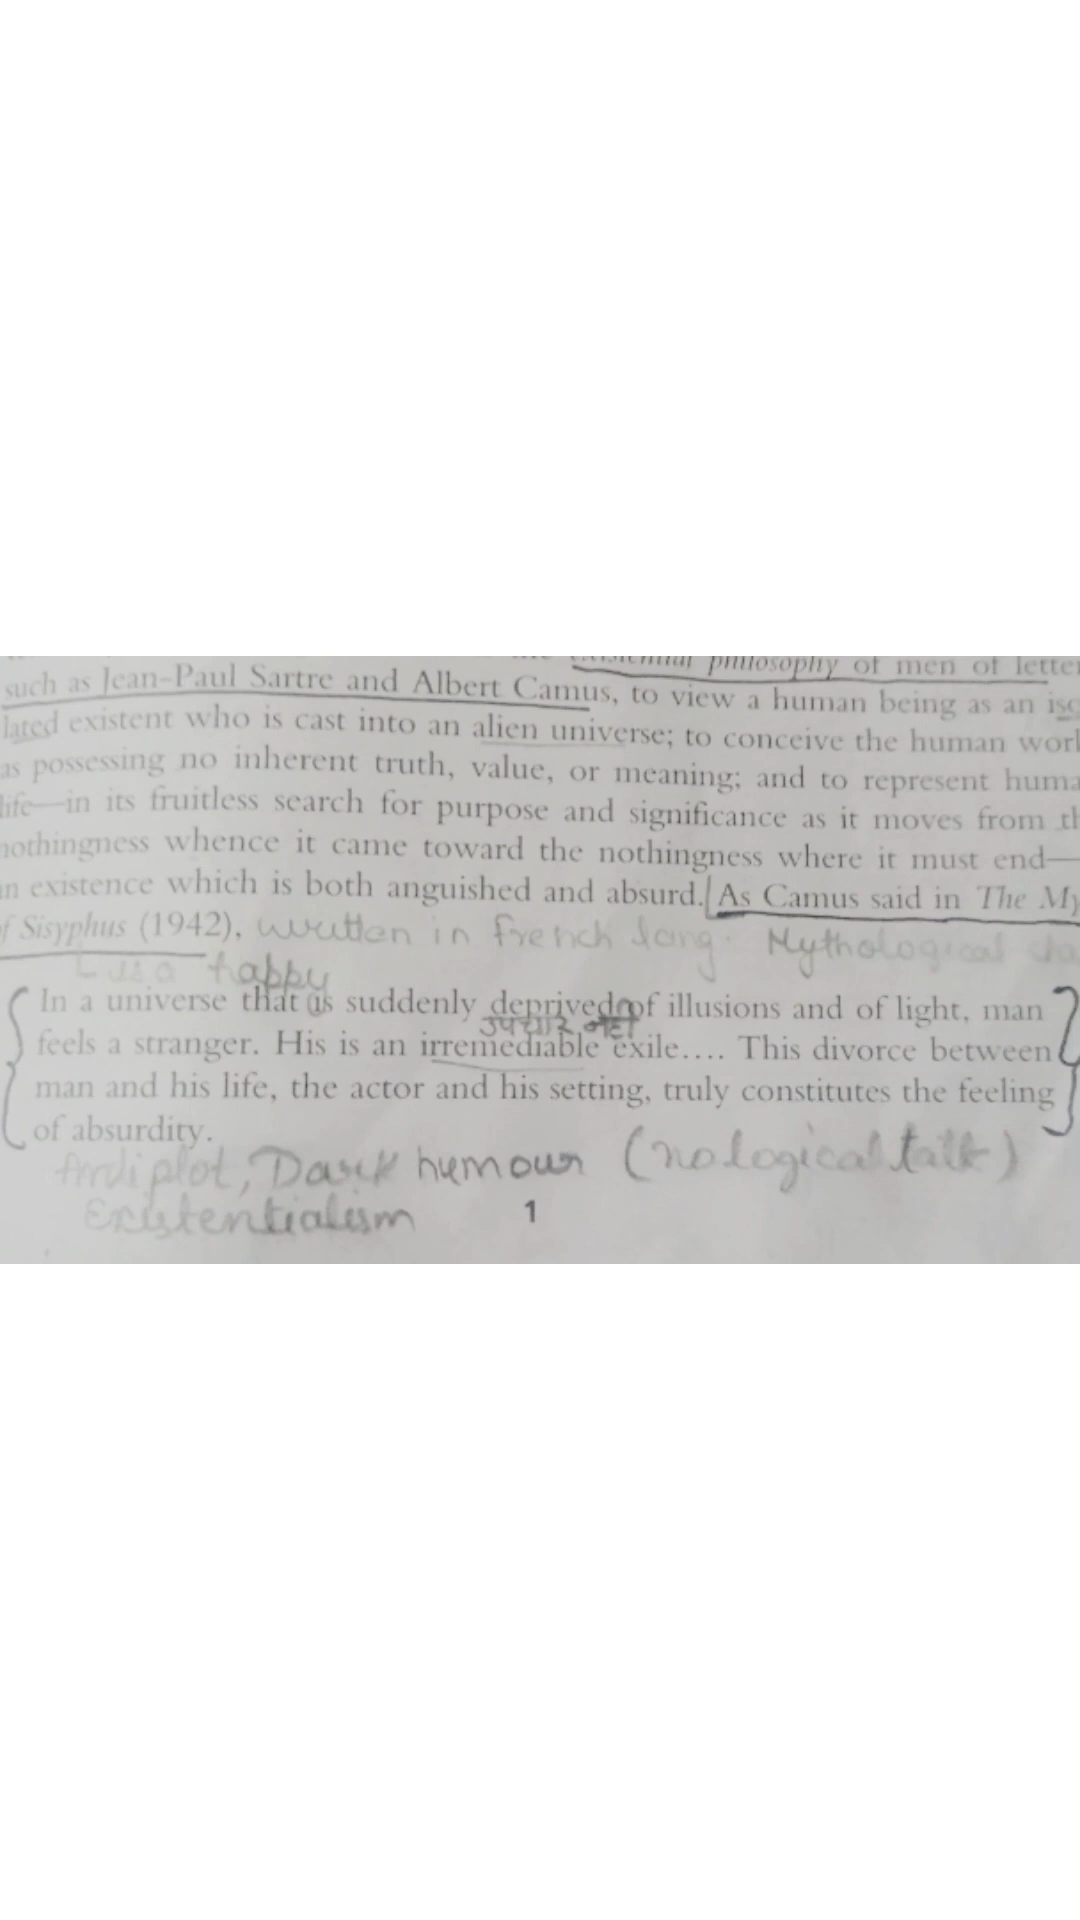 philosophy of men of letter
such as Jean-Paul Sartre and Albert Camus, to view a human being as an iso
lated existent who is cast into an alien universe; to conceive the human worl
as possessing no inherent truth, value, or meaning; and to represent huma
life—in its fruitless search for purpose and significance as it moves from th
nothingness whence it came toward the nothingness where it must end—
n existence which is both anguished and absurd. As Camus said in The My
f Sisyphus (1942), written in french lang. Mythological
happy
In a universe that is suddenly deprived of illusions and of light, man
उपचार नहीं
feels a stranger. His is an irremediable exile.... This divorce between
man and his life, the actor and his setting, truly constitutes the feeling
of absurdity.
Antiplot, Dark humour (no logical talk)
Existentialism
1